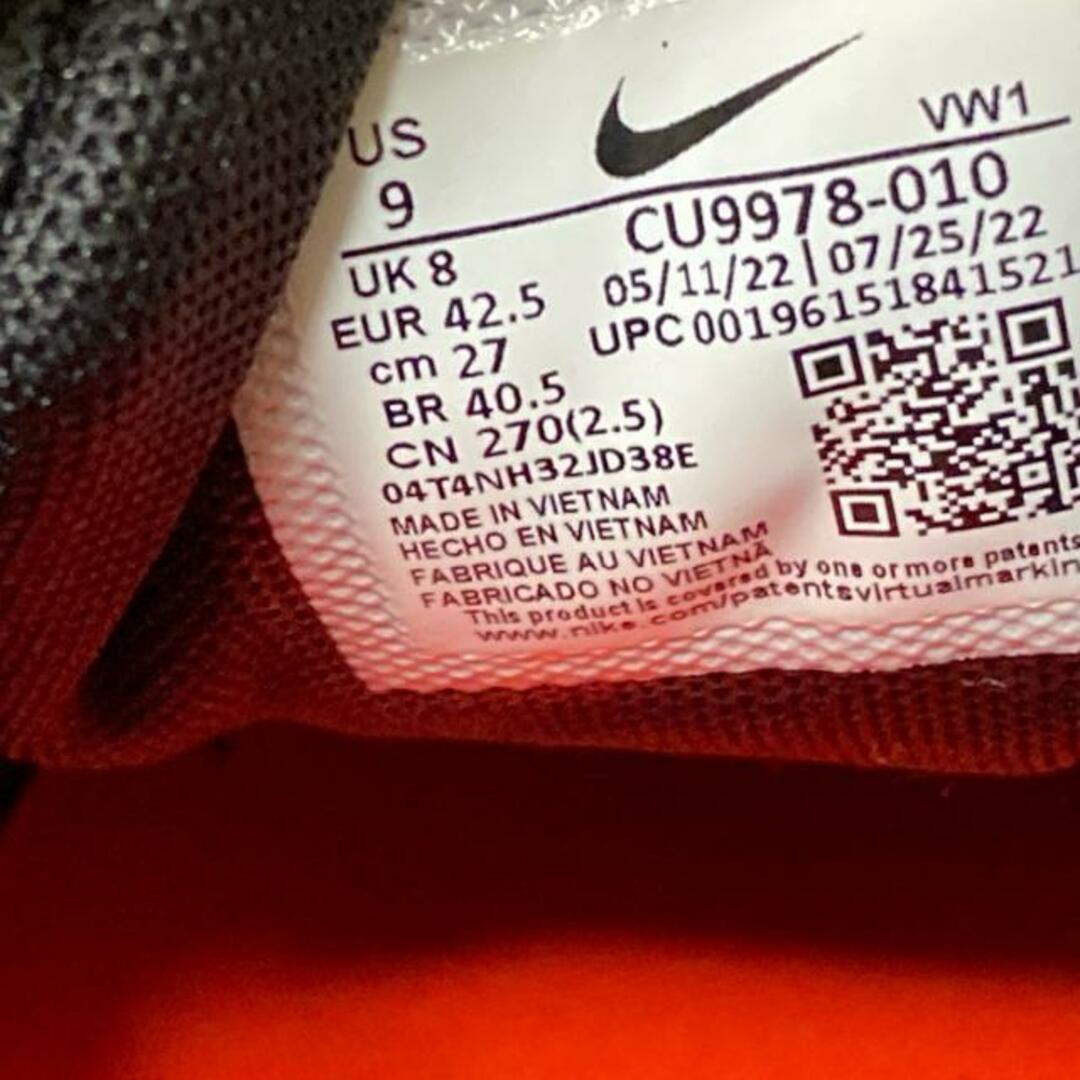 US
9
VW1
UK 8
EUR 42.5
cm 27
BR 40.5
CN 270(2.5)
CU9978-010
05/11/22 | 07/25/22
UPC 00196151841521
04T4NH32JD38E
MADE IN VIETNAM
HECHO EN VIETNAM
FABRIQUE AU VIETNAM
FABRICADO NO VIETNÃ
This product is covered by one or more patents
www.nike.com/patentsvirtualmarkin